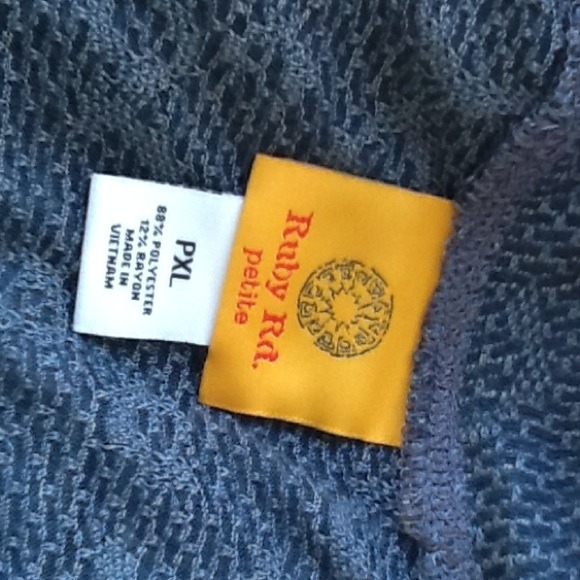 Ruby Rd.
petite
PXL
88% POLYESTER
12% RAYON
MADE IN
VIETNAM